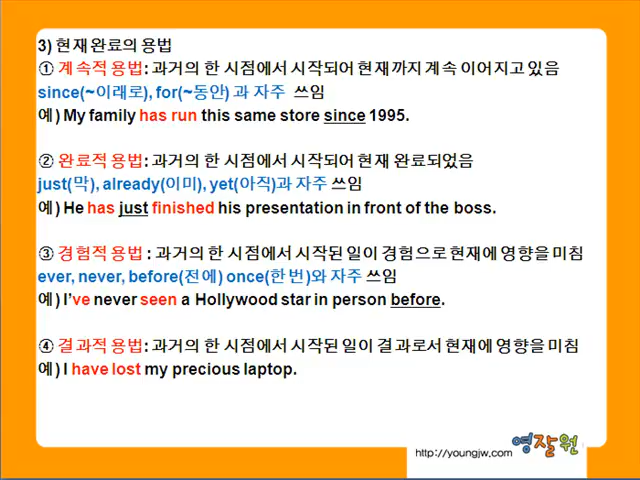 3) 현재 완료의 용법
① 계속적 용법: 과거의 한 시점에서 시작되어 현재까지 계속 이어지고 있음
since(~이래로), for(~동안) 과 자주 쓰임
예) My family has run this same store since 1995.
② 완료적 용법: 과거의 한 시점에서 시작되어 현재 완료되었음
just(막), already(이미), yet(아직)과 자주 쓰임
예) He has just finished his presentation in front of the boss.
③ 경험적 용법 : 과거의 한 시점에서 시작된 일이 경험으로 현재에 영향을 미침
ever, never, before(전에) once(한 번)와 자주 쓰임
예) I've never seen a Hollywood star in person before.
④ 결과적 용법: 과거의 한 시점에서 시작된 일이 결과로서 현재에 영향을 미침
예) I have lost my precious laptop.
http://youngjw.com 영잘원